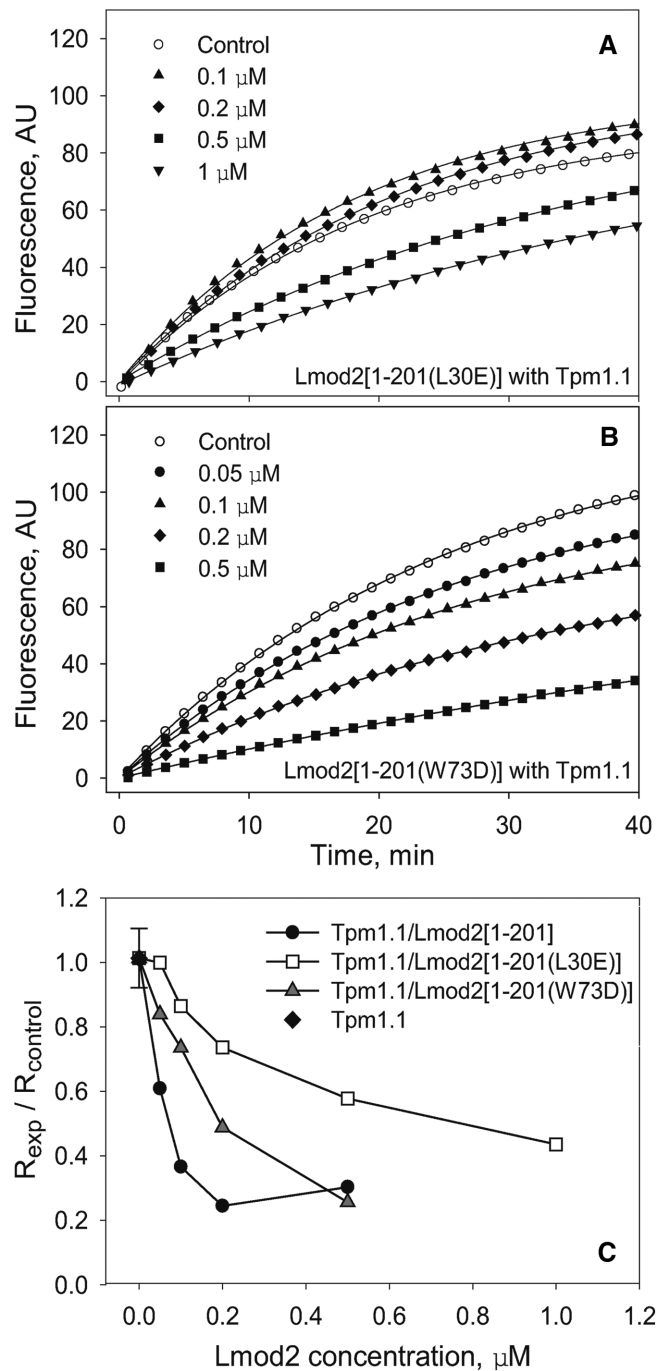 A
Control
0.1 μM
0.2 μM
0.5 μM
1 μM
120
100
80
60
40
20
0
Fluorescence, AU
Lmod2[1-201(L30E)] with Tpm1.1
B
Control
0.05 μM
0.1 μM
0.2 μM
0.5 μM
120
100
80
60
40
20
0
Fluorescence, AU
Lmod2[1-201(W73D)] with Tpm1.1
0 10 20 30 40
Time, min
1.2
1.0
0.8
0.6
0.4
0.2
0.0
Rexp / Rcontrol
Tpm1.1/Lmod2[1-201]
Tpm1.1/Lmod2[1-201(L30E)]
Tpm1.1/Lmod2[1-201(W73D)]
Tpm1.1
C
0.0 0.2 0.4 0.6 0.8 1.0 1.2
Lmod2 concentration, μM